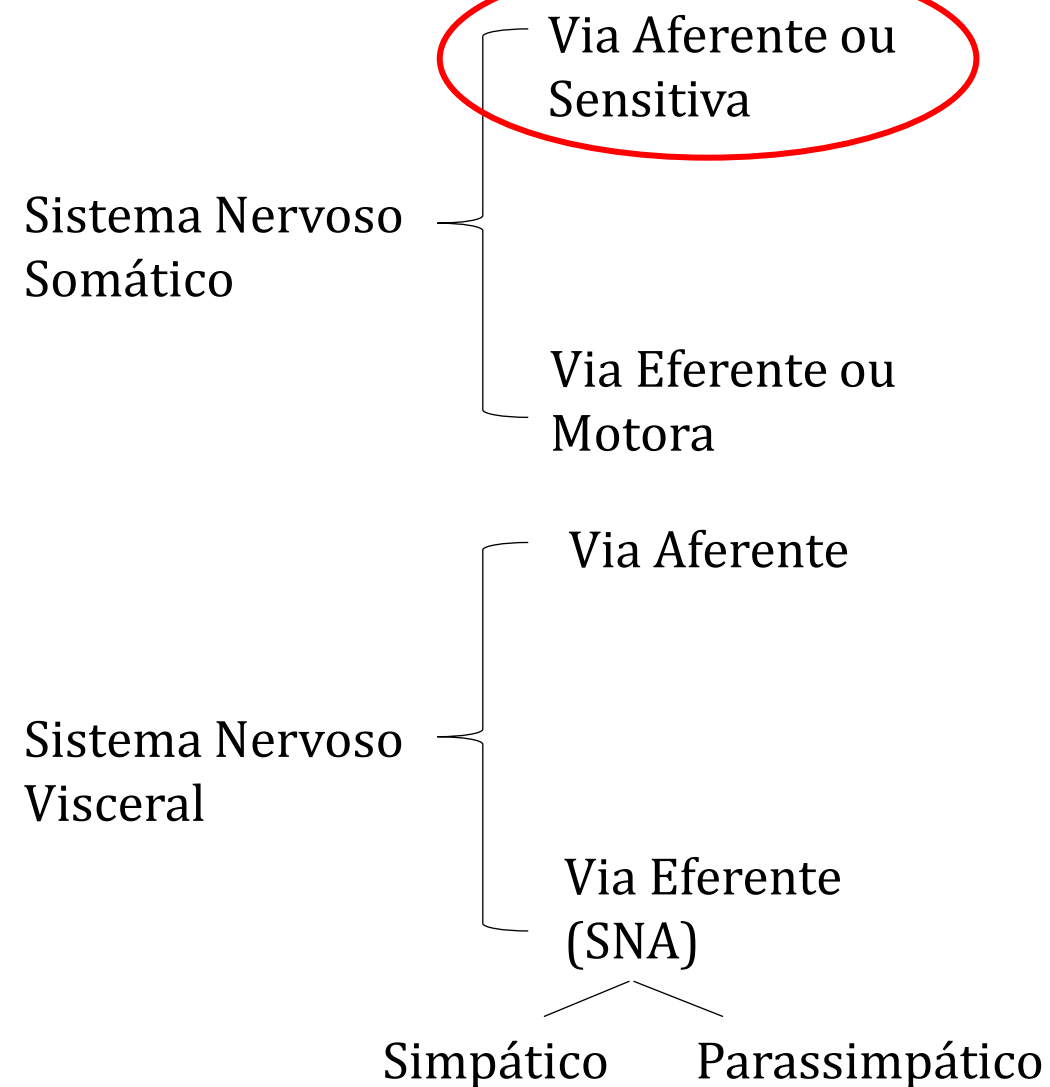 Via Aferente ou
Sensitiva
Sistema Nervoso
Somático
Via Eferente ou
Motora
Via Aferente
Sistema Nervoso
Visceral
Via Eferente
(SNA)
Simpático
Parassimpático